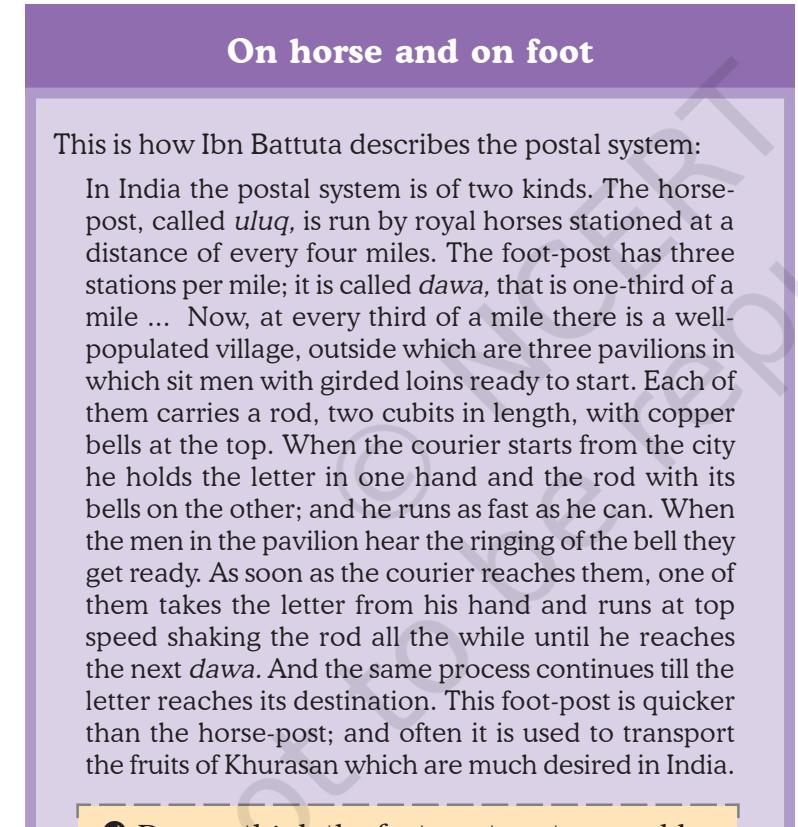 On horse and on foot
This is how Ibn Battuta describes the postal system:
In India the postal system is of two kinds. The horse-
post, called uluq, is run by royal horses stationed at a
distance of every four miles. The foot-post has three
stations per mile; it is called dawa, that is one-third of a
mile ... Now, at every third of a mile there is a well-
populated village, outside which are three pavilions in
which sit men with girded loins ready to start. Each of
them carries a rod, two cubits in length, with copper
bells at the top. When the courier starts from the city
he holds the letter in one hand and the rod with its
bells on the other; and he runs as fast as he can. When
the men in the pavilion hear the ringing of the bell they
get ready. As soon as the courier reaches them, one of
them takes the letter from his hand and runs at top
speed shaking the rod all the while until he reaches
the next dawa. And the same process continues till the
letter reaches its destination. This foot-post is quicker
than the horse-post; and often it is used to transport
the fruits of Khurasan which are much desired in India.
© NCERT
not to be rep